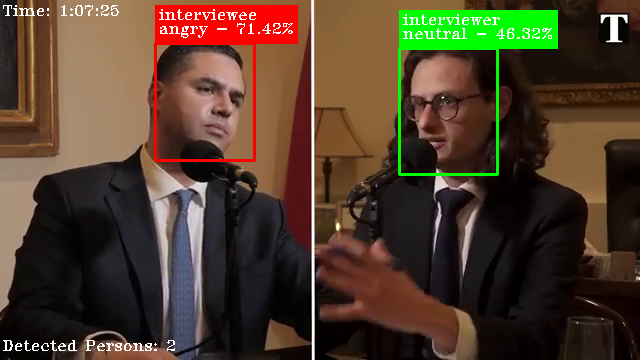 Time: 1:07:25
interviewee
angry - 71.42%
interviewer
neutral - 46.32%
T
Detected Persons: 2